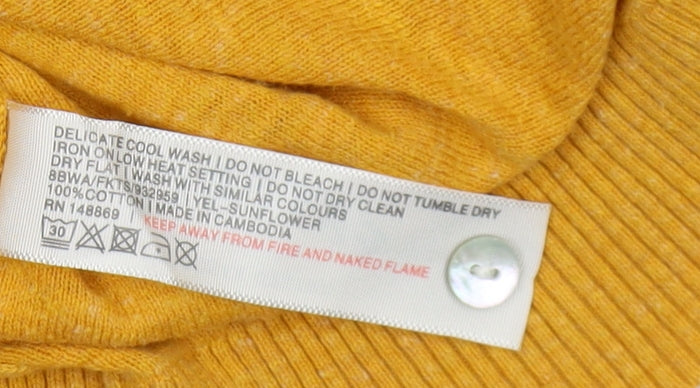 DELICATE COOL WASH | DO NOT BLEACH | DO NOT TUMBLE DRY
IRON ON LOW HEAT SETTING | DO NOT DRY CLEAN
DRY FLAT | WASH WITH SIMILAR COLOURS
8BWA/FKTS/932959 | YEL-SUNFLOWER
100%COTTON | MADE IN CAMBODIA
RN 148869
KEEP AWAY FROM FIRE AND NAKED FLAME
30